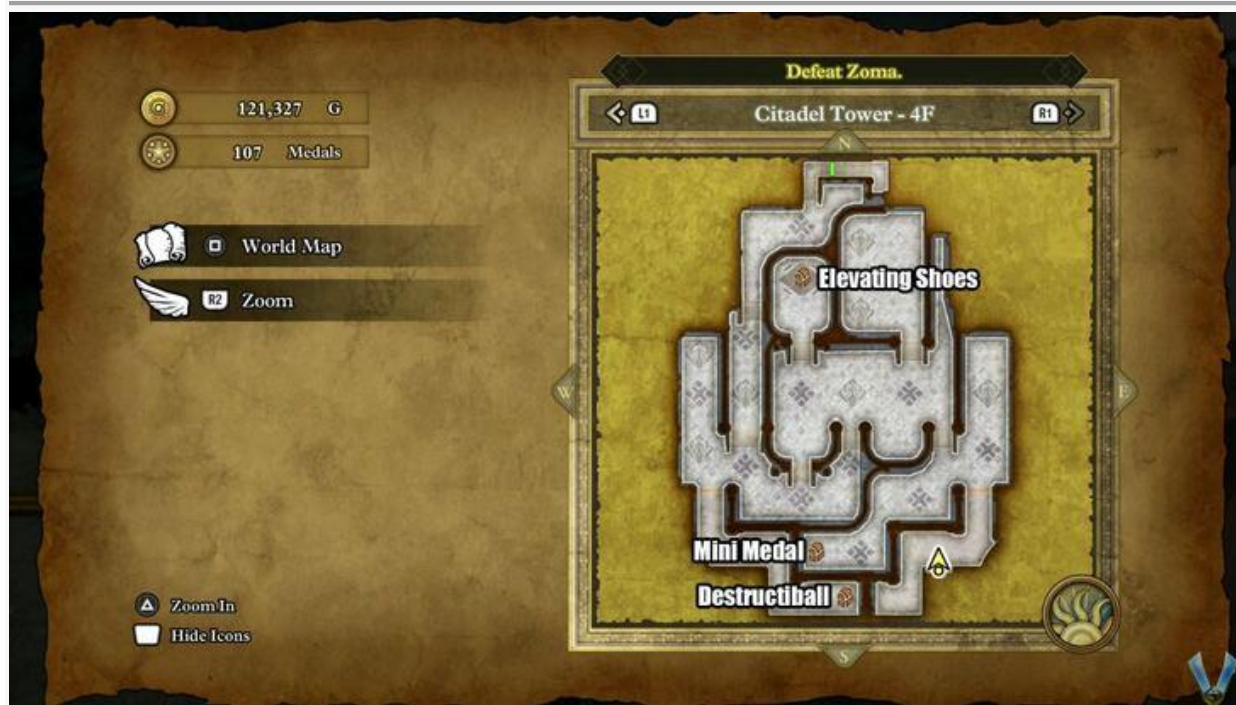 Defeat Zoma.
121,327 G
L1 Citadel Tower - 4F R1
107 Medals
N
World Map
R2 Zoom
Elevating Shoes
W
E
Mini Medal
Destructiball
Zoom In
Hide Icons
S